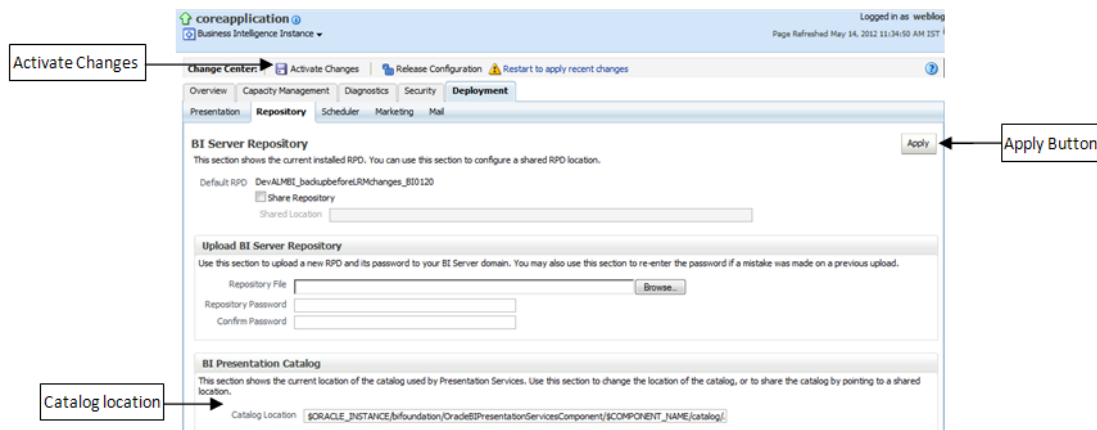 coreapplication
Logged in as weblog
Business Intelligence Instance
Page Refreshed May 14, 2012 11:34:50 AM IST
Activate Changes
Change Center: Activate Changes Release Configuration Restart to apply recent changes
Overview Capacity Management Diagnostics Security Deployment
Presentation Repository Scheduler Marketing Mail
BI Server Repository
Apply
Apply Button
This section shows the current installed RPD. You can use this section to configure a shared RPD location.
Default RPD DevALMBI_backupbeforeLRMchanges_BI0120
Share Repository
Shared Location
Upload BI Server Repository
Use this section to upload a new RPD and its password to your BI Server domain. You may also use this section to re-enter the password if a mistake was made on a previous upload.
Repository File Browse...
Repository Password
Confirm Password
BI Presentation Catalog
This section shows the current location of the catalog used by Presentation Services. Use this section to change the location of the catalog, or to share the catalog by pointing to a shared
location.
Catalog location
Catalog Location $ORACLE_INSTANCE/bifoundation/OracleBIPresentationServicesComponent/$COMPONENT_NAME/catalog/.